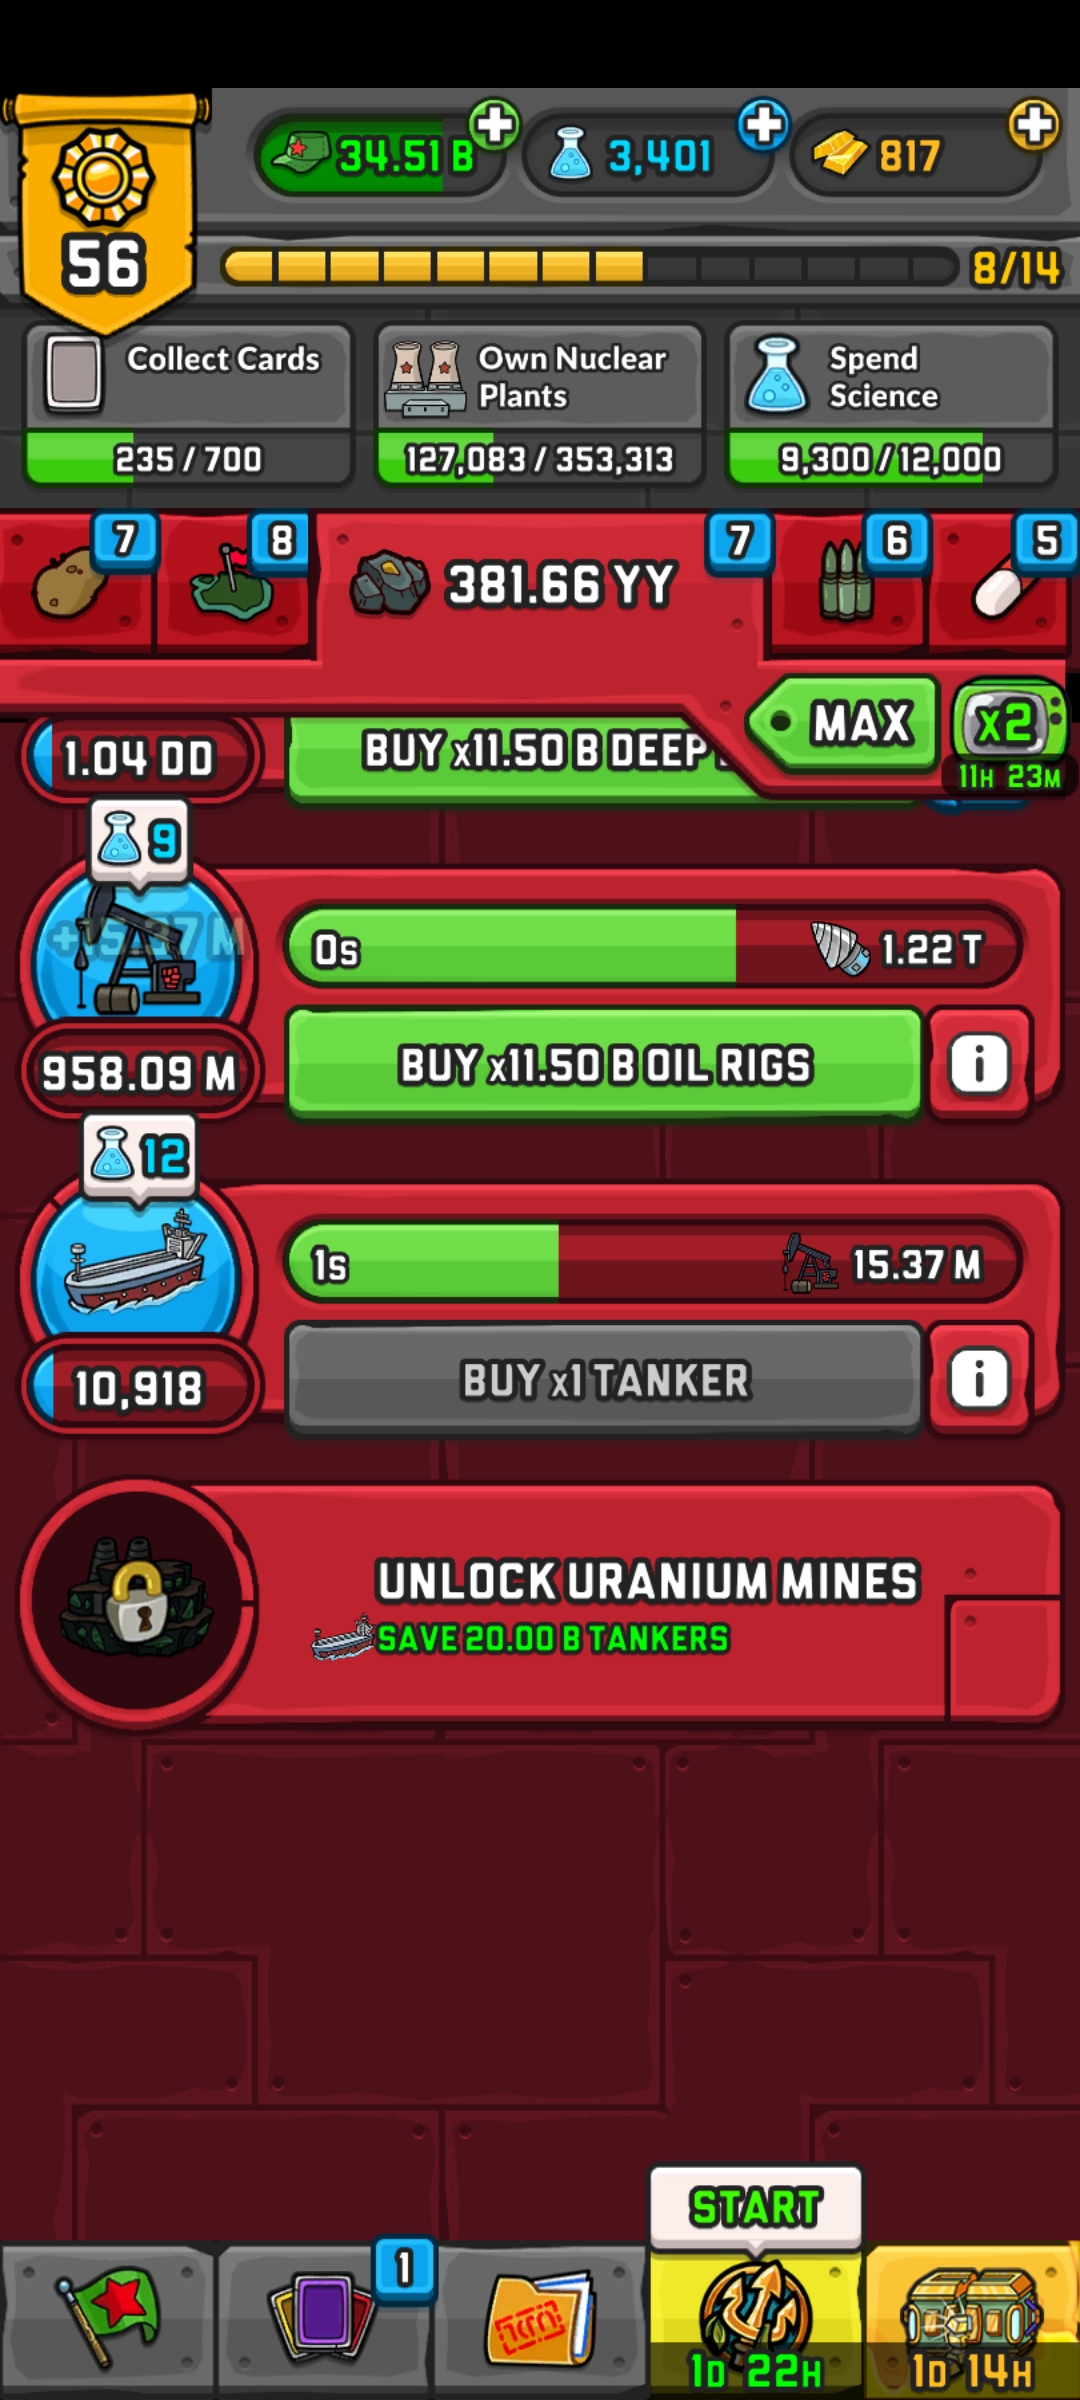 56
34.51 B
3,401
817
8/14
Collect Cards
235 / 700
Own Nuclear
Plants
127,083 / 353,313
Spend
Science
9,300 / 12,000
7
8
381.66 YY
7
6
5
MAX
x2
11H 23M
1.04 DD
BUY x11.50 B DEEP
9
+15.37 M
0s
1.22 T
958.09 M
BUY x11.50 B OIL RIGS
i
12
1s
15.37 M
10,918
BUY x1 TANKER
i
UNLOCK URANIUM MINES
SAVE 20.00 B TANKERS
START
1
1D 22H
1D 14H